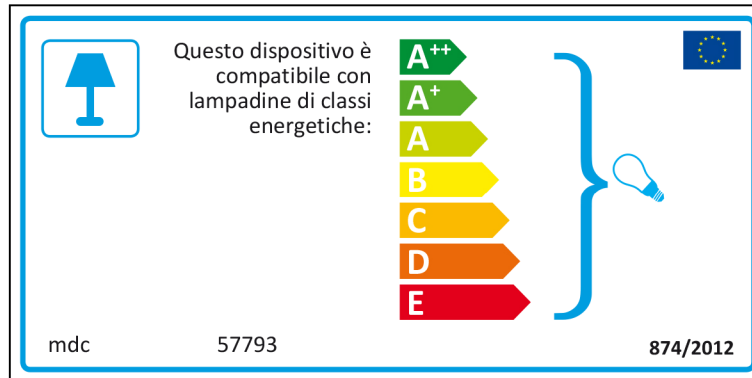 Questo dispositivo è
compatibile con
lampadine di classi
energetiche:
A++
A+
A
B
C
D
E
mdc 57793 874/2012